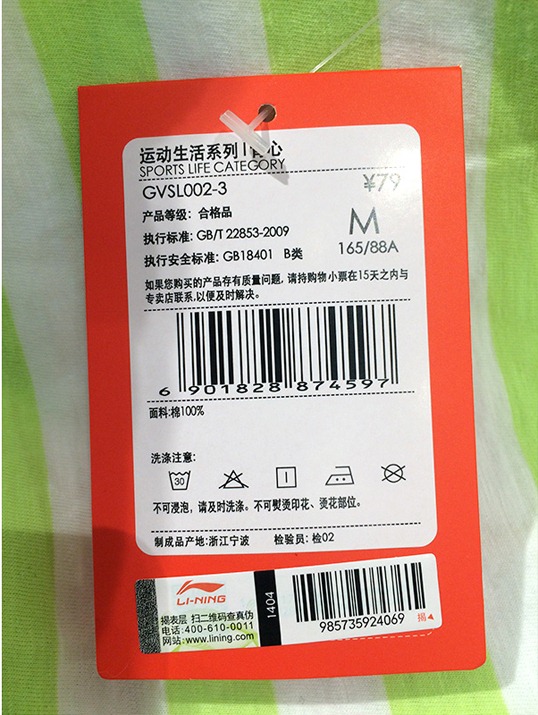 运动生活系列 | 背心
SPORTS LIFE CATEGORY
GVSL002-3
¥79
产品等级: 合格品
M
执行标准: GB/T 22853-2009
165/88A
执行安全标准: GB18401 B类
如果您购买的产品存有质量问题, 请持购物小票在15天之内与
专卖店联系,以便及时解决。
6 901828 874597
面料:棉100%
洗涤注意:
30
不可浸泡, 请及时洗涤。不可熨烫印花、烫花部位。
制成品产地:浙江宁波 检验员: 检02
LI-NING
揭表层 扫二维码查真伪
电话:400-610-0011
网站:www.lining.com
1404
985735924069
揭